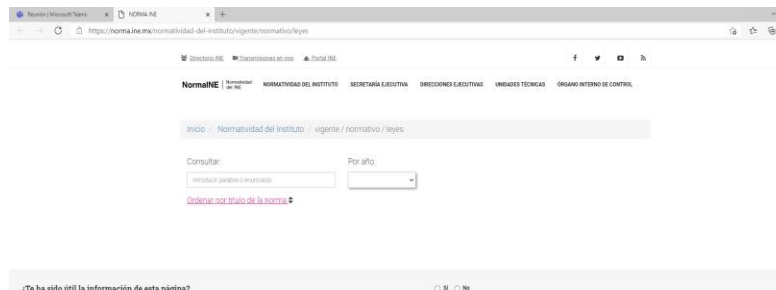 Reunión | Microsoft Teams NORMA INE
https://norma.ine.mx/normatividad-del-instituto/vigente/normativo/leyes
Directorio INE Transmisiones en vivo Portal INE
NormaINE | Normatividad del INE NORMATIVIDAD DEL INSTITUTO SECRETARÍA EJECUTIVA DIRECCIONES EJECUTIVAS UNIDADES TÉCNICAS ÓRGANO INTERNO DE CONTROL
Inicio / Normatividad del Instituto / vigente / normativo / leyes
Consultar: Por año:
Introducir palabra o enunciado
Ordenar por título de la norma
¿Te ha sido útil la información de esta página? Sí No